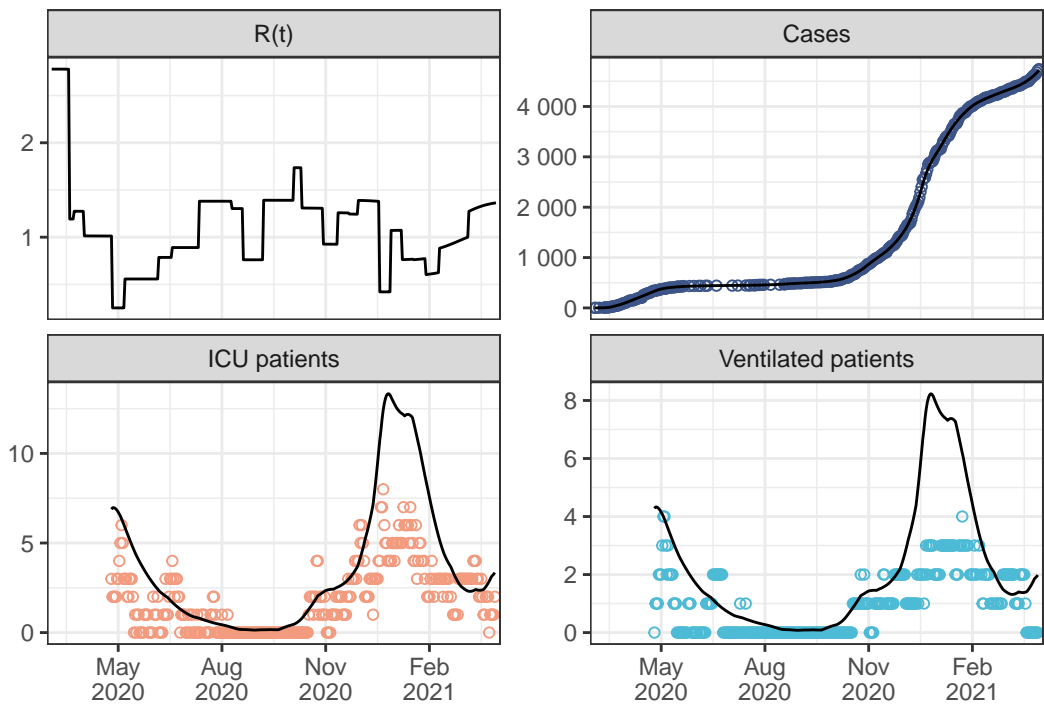 R(t)
Cases
2
1
4 000
3 000
2 000
1 000
0
ICU patients
Ventilated patients
10
5
0
8
6
4
2
0
May
2020
Aug
2020
Nov
2020
Feb
2021
May
2020
Aug
2020
Nov
2020
Feb
2021